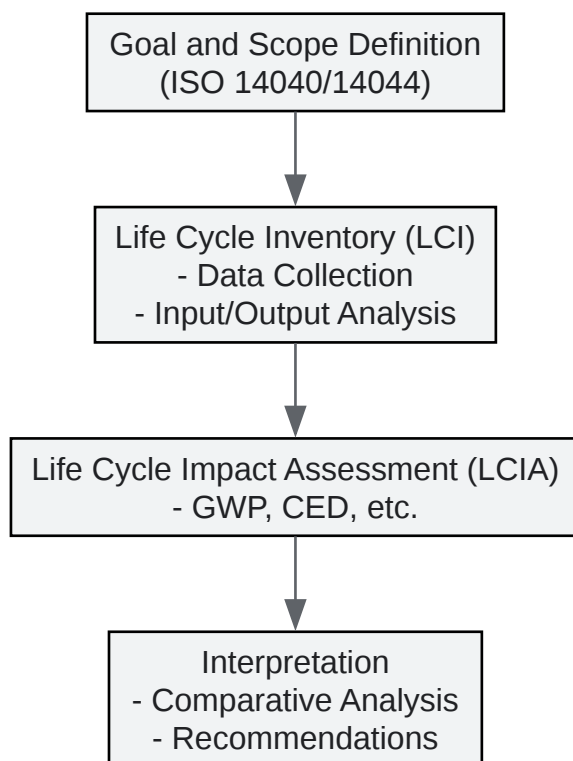 Goal and Scope Definition
(ISO 14040/14044)
Life Cycle Inventory (LCI)
- Data Collection
- Input/Output Analysis
Life Cycle Impact Assessment (LCIA)
- GWP, CED, etc.
Interpretation
- Comparative Analysis
- Recommendations